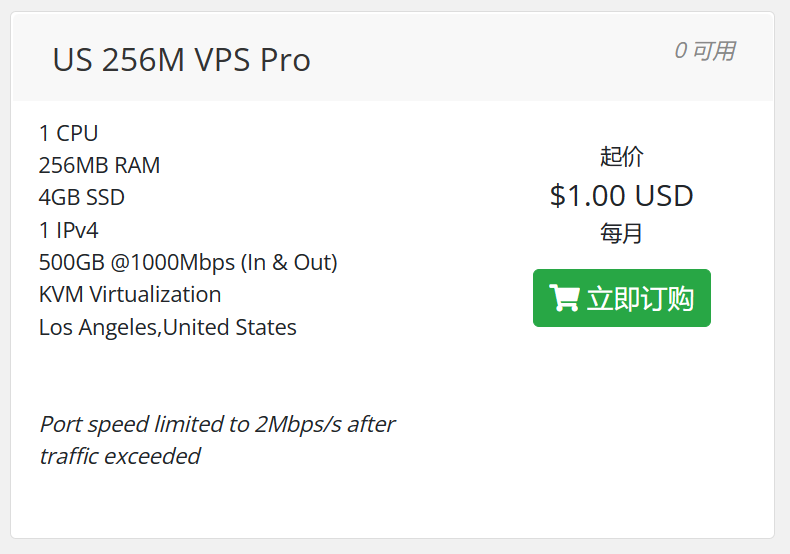 US 256M VPS Pro
0 可用
1 CPU
256MB RAM
4GB SSD
1 IPv4
500GB @1000Mbps (In & Out)
KVM Virtualization
Los Angeles,United States
Port speed limited to 2Mbps/s after
traffic exceeded
起价
$1.00 USD
每月
立即订购